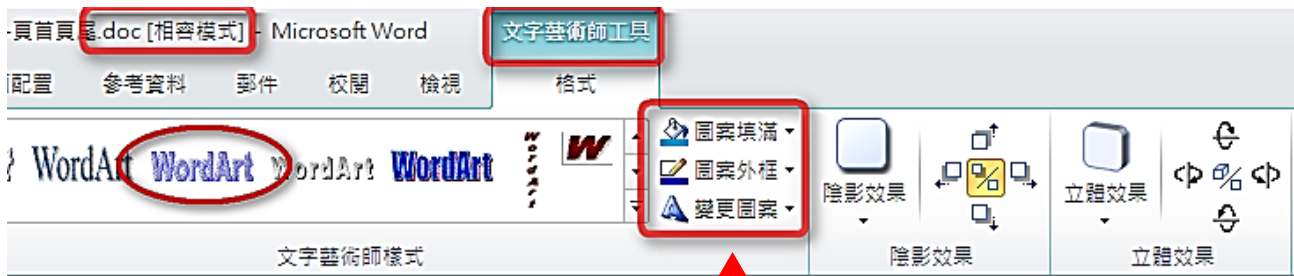 -頁首頁尾.doc [相容模式] - Microsoft Word 文字藝術師工具
配置 參考資料 郵件 校閱 檢視 格式
WordArt WordArt WordArt WordArt WordArt W
圖案填滿
圖案外框
變更圖案
陰影效果
立體效果
文字藝術師樣式 陰影效果 立體效果